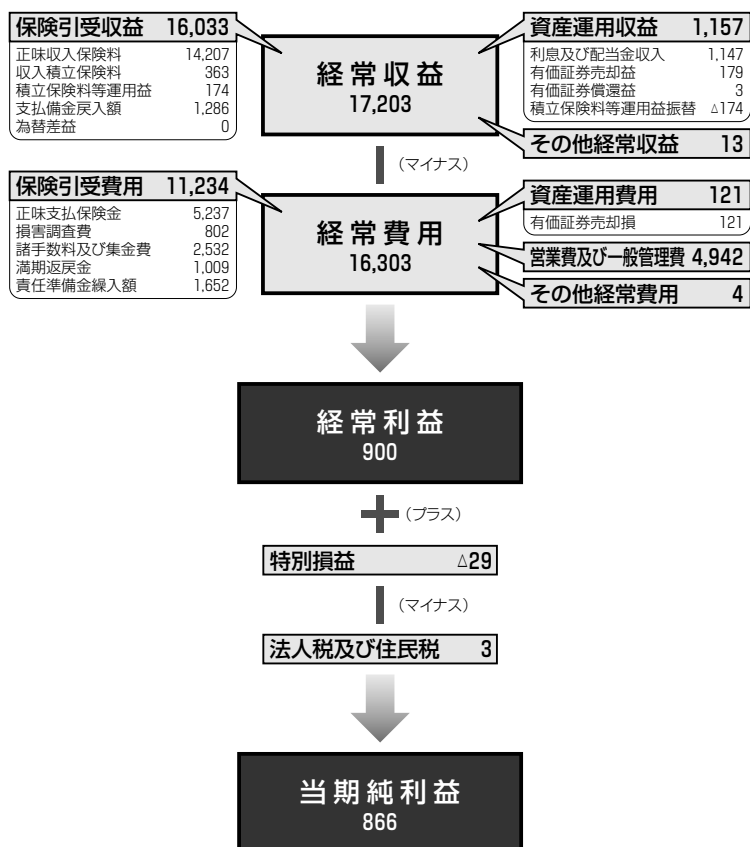 保険引受収益 16,033
正味収入保険料 14,207
収入積立保険料 363
積立保険料等運用益 174
支払備金戻入額 1,286
為替差益 0
経常収益
17,203
資産運用収益 1,157
利息及び配当金収入 1,147
有価証券売却益 179
有価証券償還益 3
積立保険料等運用益振替 △174
その他経常収益 13
(マイナス)
保険引受費用 11,234
正味支払保険金 5,237
損害調査費 802
諸手数料及び集金費 2,532
満期返戻金 1,009
責任準備金繰入額 1,652
経常費用
16,303
資産運用費用 121
有価証券売却損 121
営業費及び一般管理費 4,942
その他経常費用 4
経常利益
900
(プラス)
特別損益 △29
(マイナス)
法人税及び住民税 3
当期純利益
866